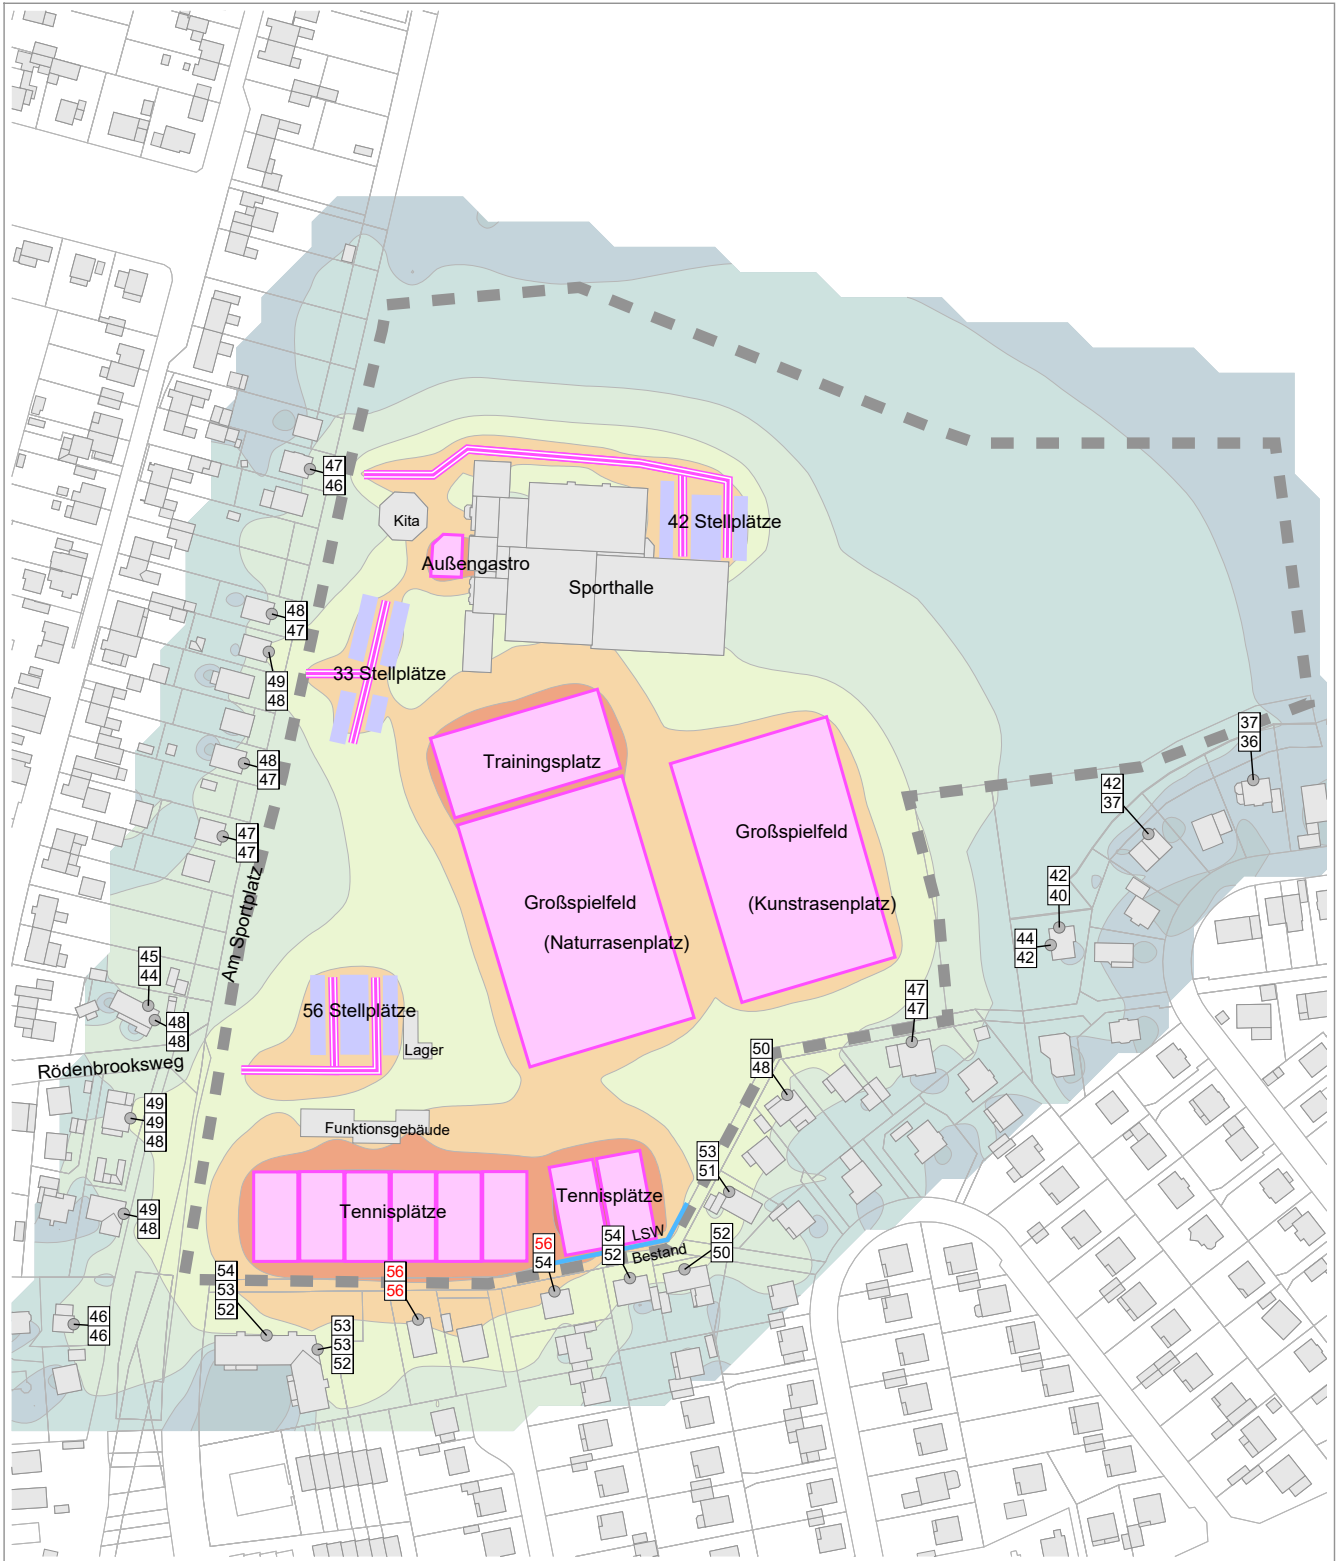 47
46
Kita
42 Stellplätze
Außengastro
Sporthalle
48
47
49
48
33 Stellplätze
37
36
48
47
Trainingsplatz
42
37
47
47
Großspielfeld
(Kunstrasenplatz)
Großspielfeld
(Naturrasenplatz)
42
40
44
42
Am Sportplatz
45
44
48
48
56 Stellplätze
47
47
Lager
50
48
Rödenbrooksweg
49
49
48
Funktionsgebäude
53
51
49
48
Tennisplätze
Tennisplätze
LSW
Bestand
54
52
52
50
56
54
54
53
52
56
56
46
46
53
53
52